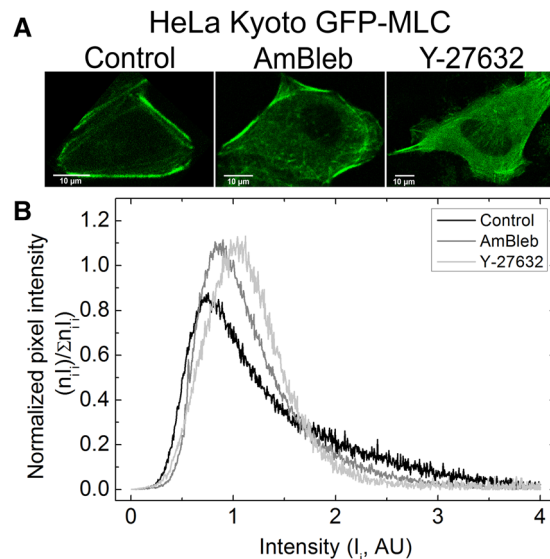 HeLa Kyoto GFP-MLC
A
Control AmBleb Y-27632
10 µm 10 µm 10 µm
B
Control
AmBleb
Y-27632
Normalized pixel intensity
(nᵢIᵢ)/ΣnᵢIᵢ
1.2
1.0
0.8
0.6
0.4
0.2
0.0
0 1 2 3 4
Intensity (Iᵢ, AU)